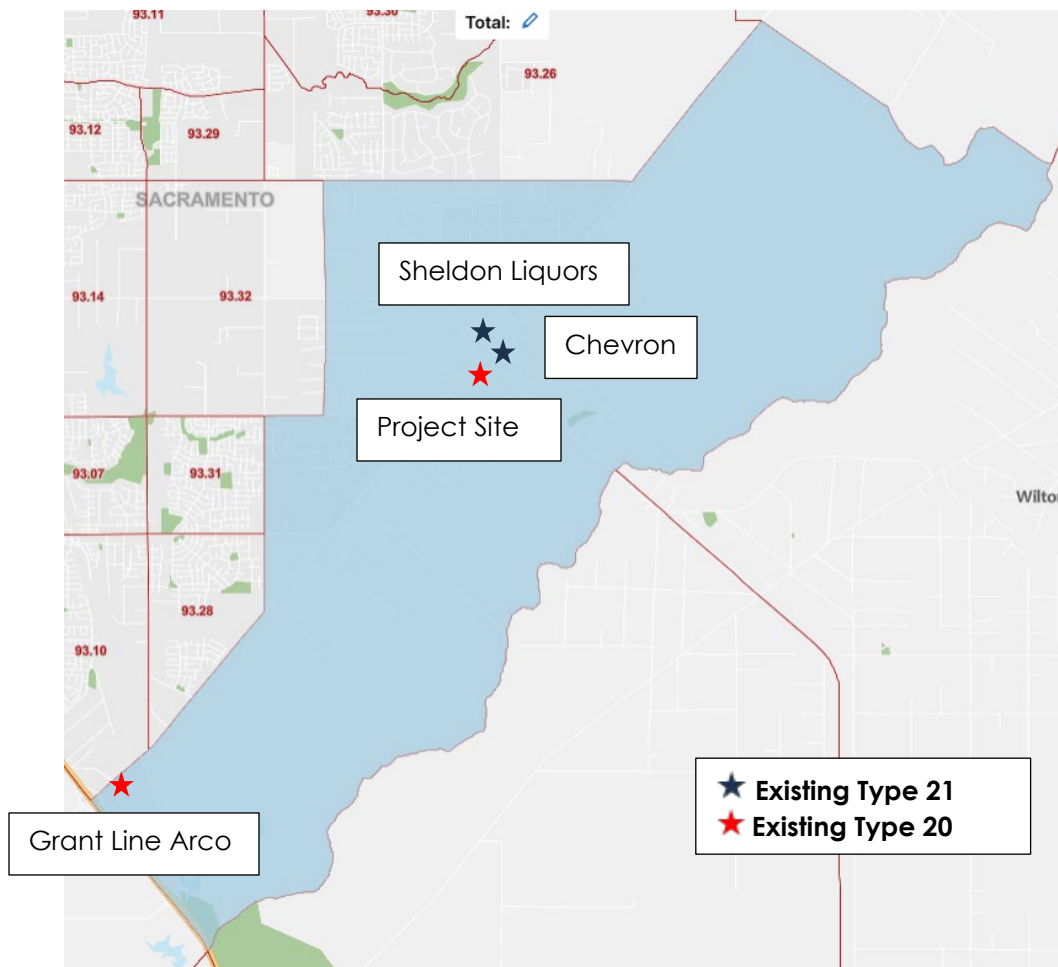 93.11
93.30
Total:
93.26
93.12
93.29
SACRAMENTO
Sheldon Liquors
93.14
93.32
Chevron
Project Site
93.07
93.31
Wilto
93.28
93.10
Existing Type 21
Existing Type 20
Grant Line Arco